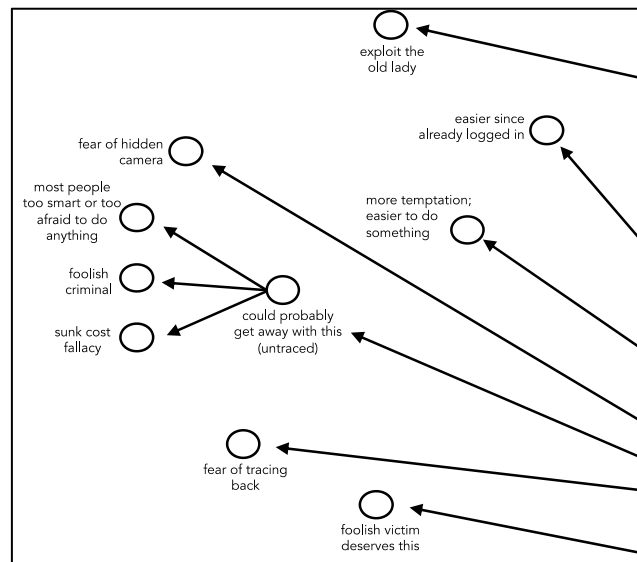 exploit the
old lady
easier since
already logged in
fear of hidden
camera
most people
too smart or too
afraid to do
anything
more temptation;
easier to do
something
foolish
criminal
could probably
get away with this
(untraced)
sunk cost
fallacy
fear of tracing
back
foolish victim
deserves this